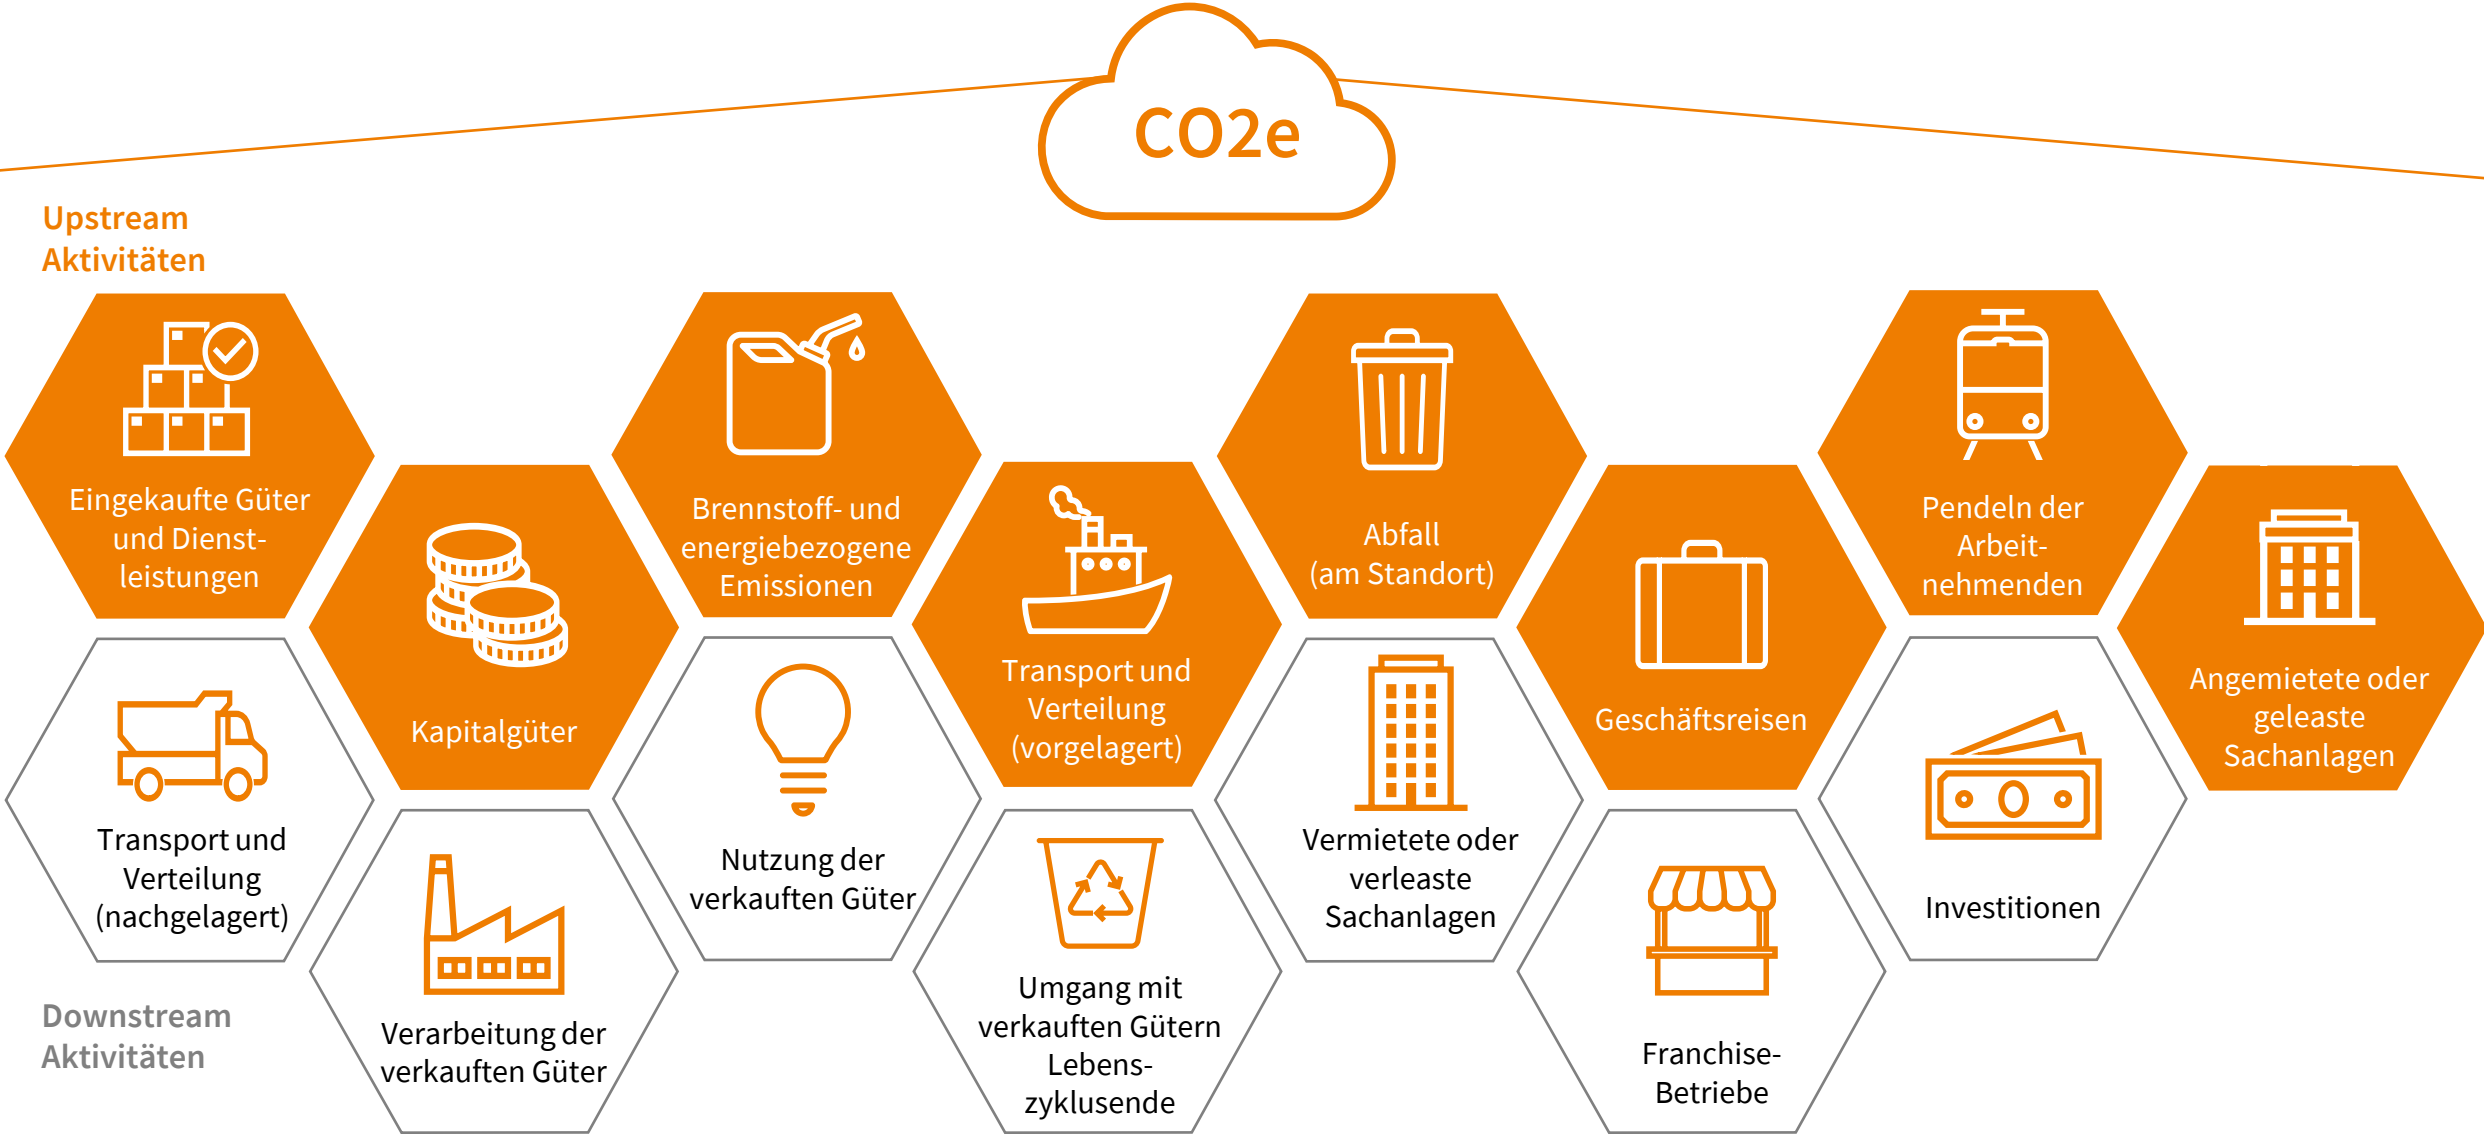 CO2e
Upstream
Aktivitäten
Eingekaufte Güter
und Dienst-
leistungen
Kapitalgüter
Brennstoff- und
energiebezogene
Emissionen
Transport und
Verteilung
(vorgelagert)
Abfall
(am Standort)
Geschäftsreisen
Pendeln der
Arbeit-
nehmenden
Angemietete oder
geleaste
Sachanlagen
Transport und
Verteilung
(nachgelagert)
Verarbeitung der
verkauften Güter
Nutzung der
verkauften Güter
Umgang mit
verkauften Gütern
Lebens-
zyklusende
Vermietete oder
verleaste
Sachanlagen
Franchise-
Betriebe
Investitionen
Downstream
Aktivitäten